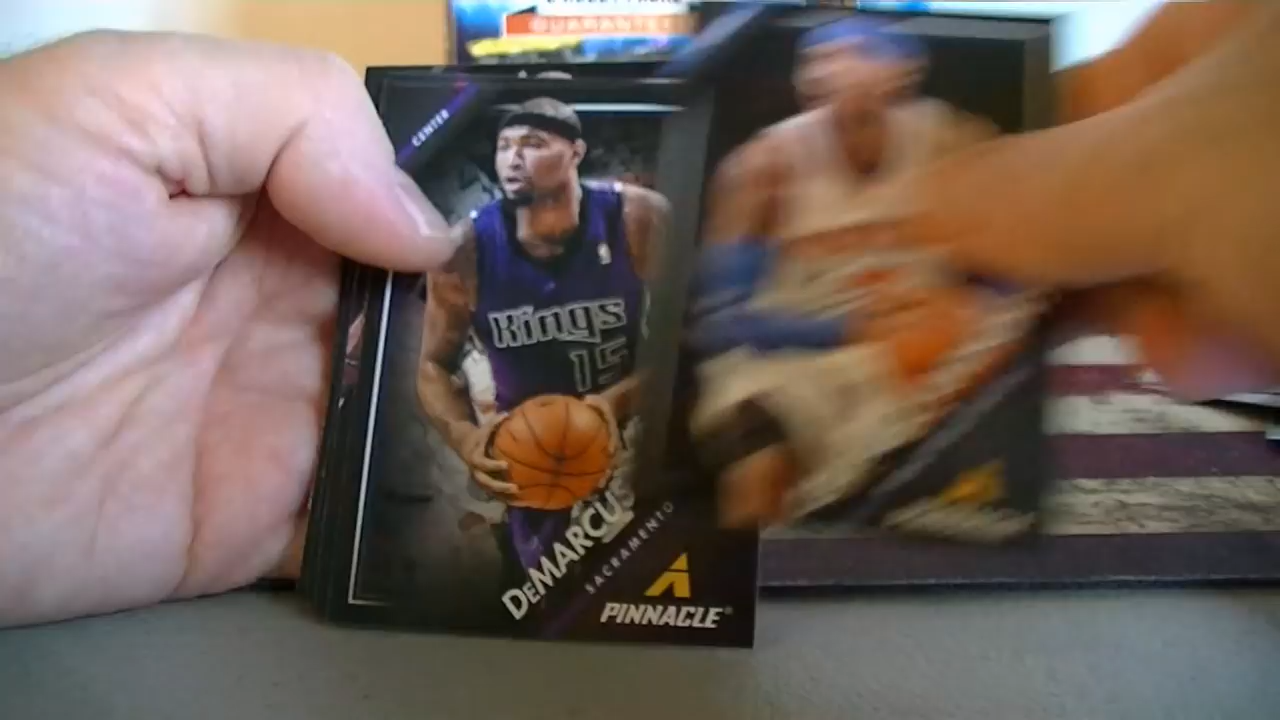 GUARANTEE
CENTER
Kings
15
DeMARCUS
SACRAMENTO
PINNACLE®